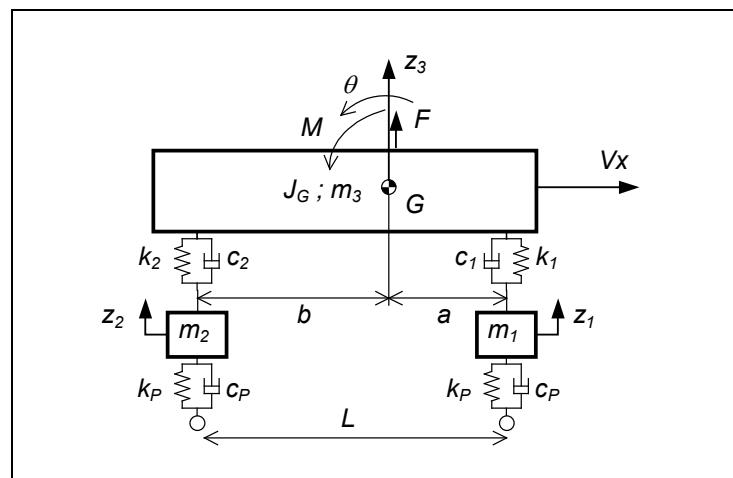 z3
θ
M F
Vx
JG ; m3 G
k2 c2 c1 k1
z2 b a z1
m2 m1
kP cP kP cP
L